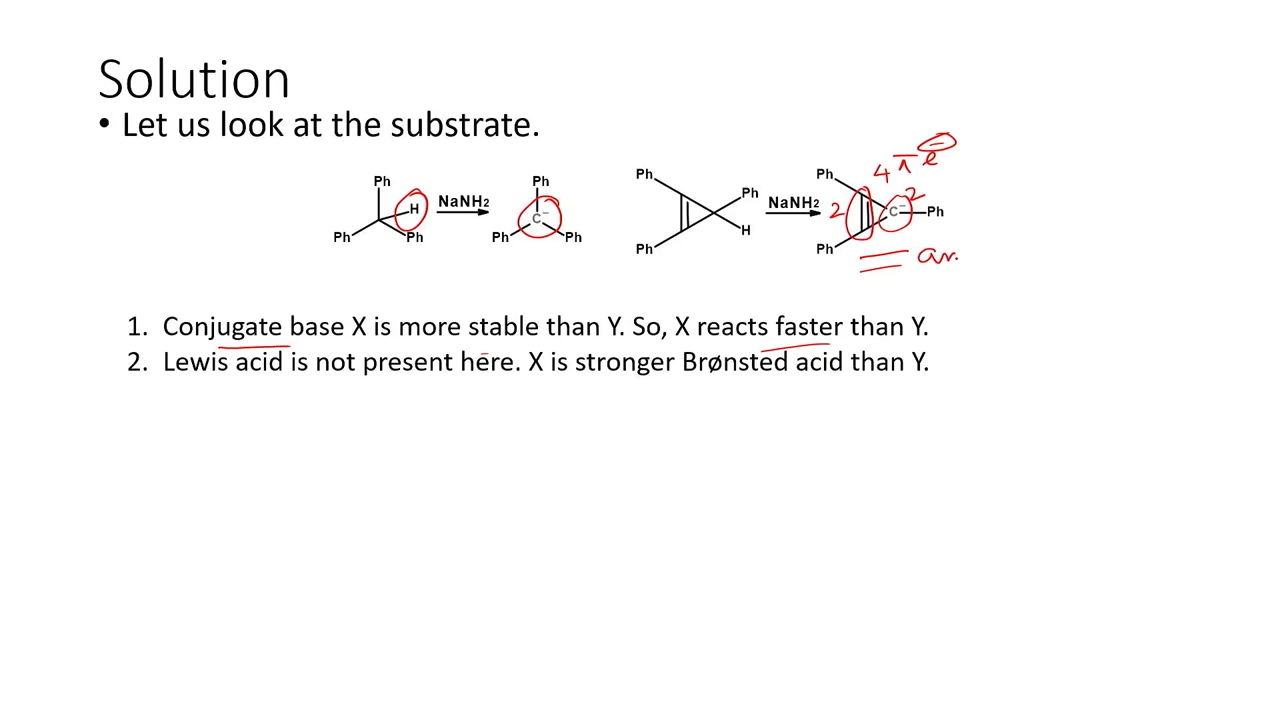 Solution
• Let us look at the substrate.
4 π e⁻
Ph Ph Ph Ph
H NaNH2 C⁻ Ph NaNH2 2 C⁻ 2 Ph
Ph Ph Ph Ph H
Ph Ph ar.
1. Conjugate base X is more stable than Y. So, X reacts faster than Y.
2. Lewis acid is not present here. X is stronger Brønsted acid than Y.